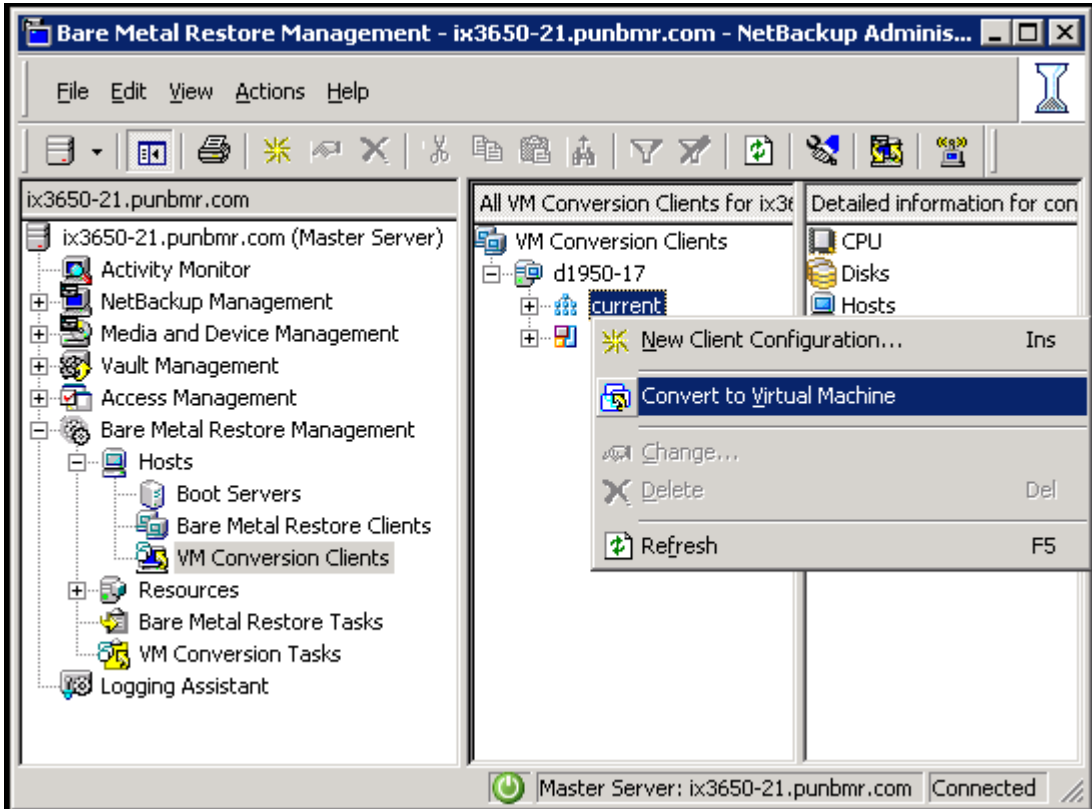 Bare Metal Restore Management - ix3650-21.punbmr.com - NetBackup Adminis...
File Edit View Actions Help
ix3650-21.punbmr.com
ix3650-21.punbmr.com (Master Server)
Activity Monitor
NetBackup Management
Media and Device Management
Vault Management
Access Management
Bare Metal Restore Management
Hosts
Boot Servers
Bare Metal Restore Clients
VM Conversion Clients
Resources
Bare Metal Restore Tasks
VM Conversion Tasks
Logging Assistant
All VM Conversion Clients for ix36
VM Conversion Clients
d1950-17
current
Detailed information for con
CPU
Disks
Hosts
New Client Configuration... Ins
Convert to Virtual Machine
Change...
Delete Del
Refresh F5
Master Server: ix3650-21.punbmr.com Connected